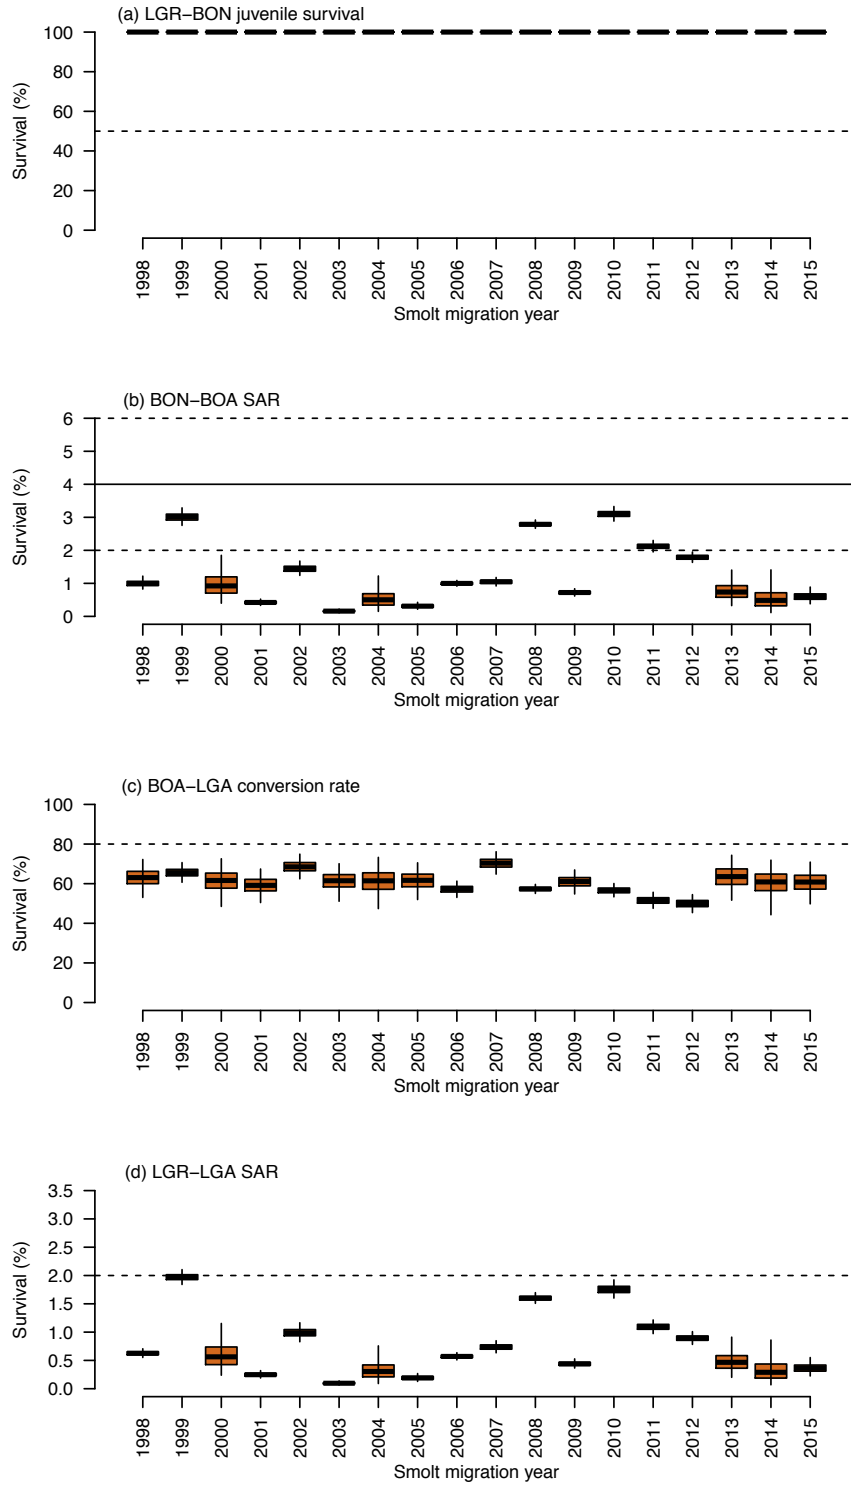 (a) LGR−BON juvenile survival
Survival (%)
100
80
60
40
20
0
1998 1999 2000 2001 2002 2003 2004 2005 2006 2007 2008 2009 2010 2011 2012 2013 2014 2015
Smolt migration year
(b) BON−BOA SAR
Survival (%)
6
5
4
3
2
1
0
1998 1999 2000 2001 2002 2003 2004 2005 2006 2007 2008 2009 2010 2011 2012 2013 2014 2015
Smolt migration year
(c) BOA−LGA conversion rate
Survival (%)
100
80
60
40
20
0
1998 1999 2000 2001 2002 2003 2004 2005 2006 2007 2008 2009 2010 2011 2012 2013 2014 2015
Smolt migration year
(d) LGR−LGA SAR
Survival (%)
3.5
3.0
2.5
2.0
1.5
1.0
0.5
0.0
1998 1999 2000 2001 2002 2003 2004 2005 2006 2007 2008 2009 2010 2011 2012 2013 2014 2015
Smolt migration year